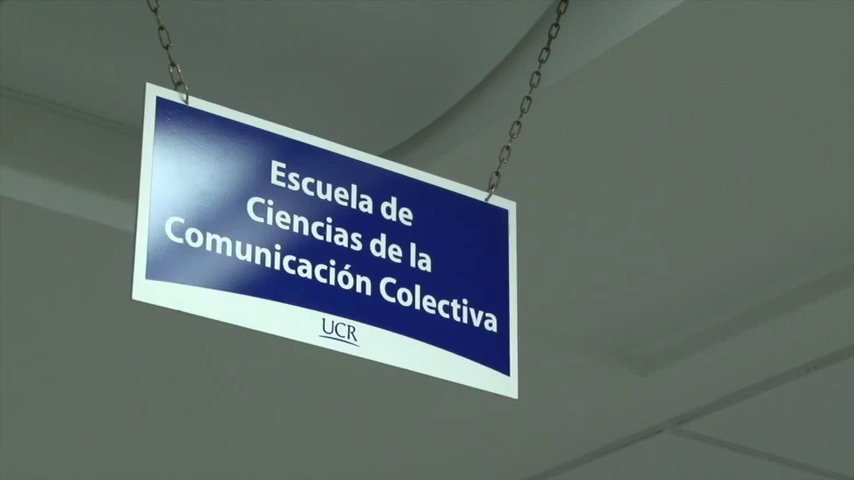 Escuela de
Ciencias de la
Comunicación Colectiva
UCR